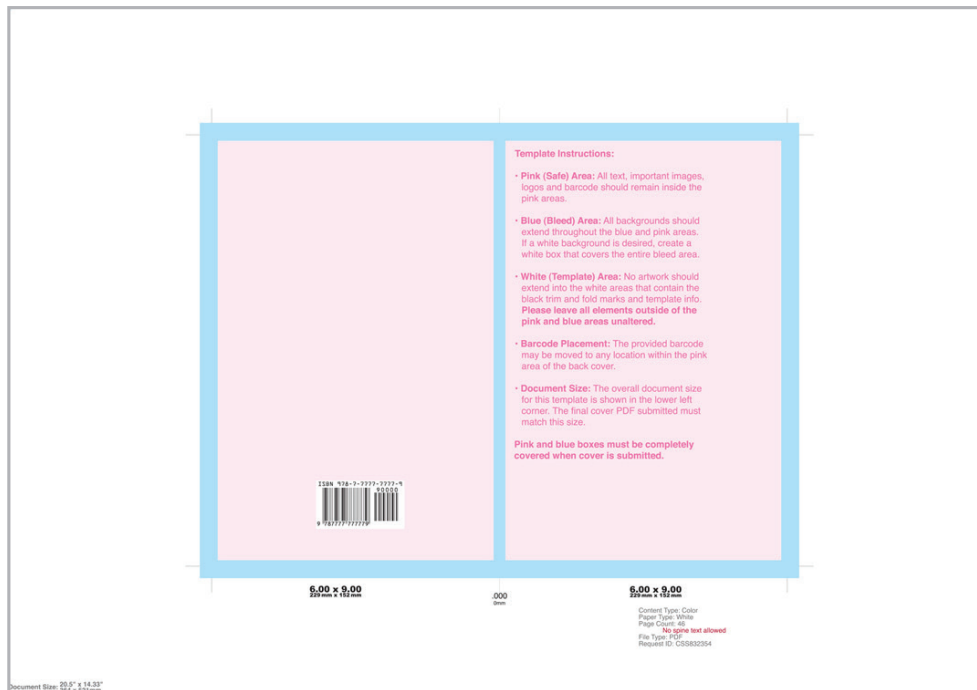 Template Instructions:
• Pink (Safe) Area: All text, important images,
logos and barcode should remain inside the
pink areas.
• Blue (Bleed) Area: All backgrounds should
extend throughout the blue and pink areas.
If a white background is desired, create a
white box that covers the entire bleed area.
• White (Template) Area: No artwork should
extend into the white areas that contain the
black trim and fold marks and template info.
Please leave all elements outside of the
pink and blue areas unaltered.
• Barcode Placement: The provided barcode
may be moved to any location within the pink
area of the back cover.
• Document Size: The overall document size
for this template is shown in the lower left
corner. The final cover PDF submitted must
match this size.
Pink and blue boxes must be completely
covered when cover is submitted.
ISBN 978-7-7777-7777-9
90000
9 787777 777779
6.00 x 9.00
229 mm x 152 mm
.000
0mm
6.00 x 9.00
229 mm x 152 mm
Content Type: Color
Paper Type: White
Page Count: 46
No spine text allowed
File Type: PDF
Request ID: CSS832354
Document Size: 20.5" x 14.33"